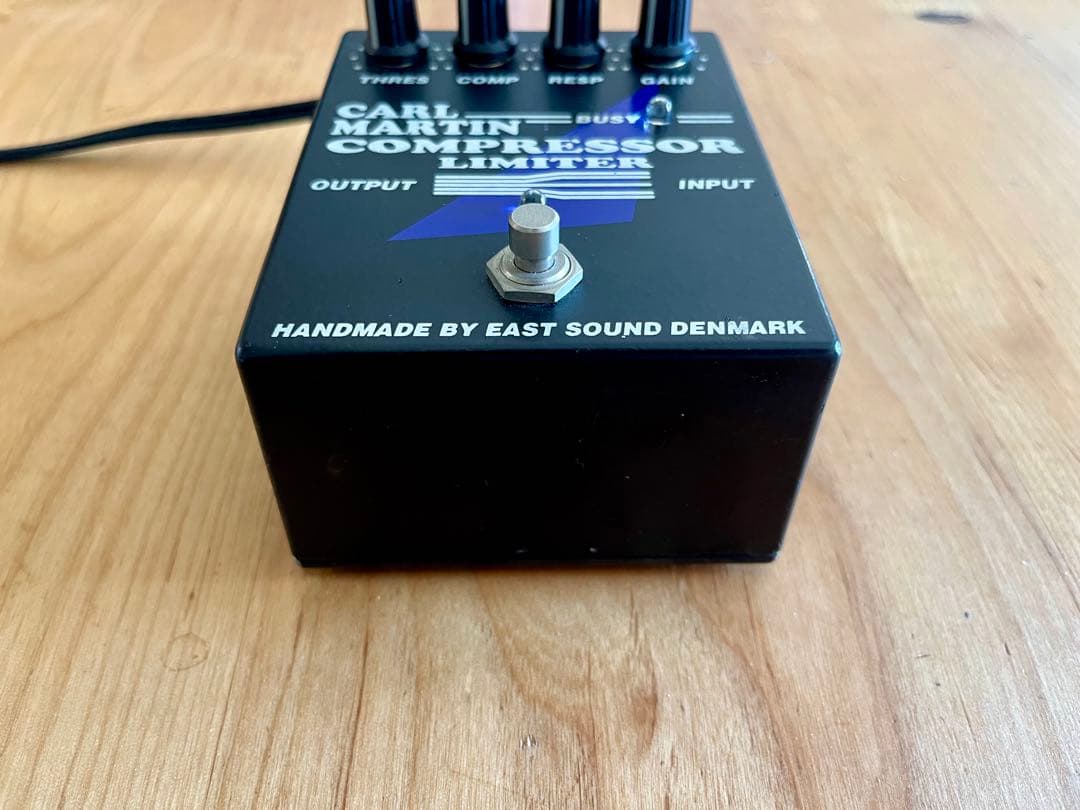 THRES COMP RESP GAIN
CARL
BUSY
MARTIN
COMPRESSOR
LIMITER
OUTPUT INPUT
HANDMADE BY EAST SOUND DENMARK